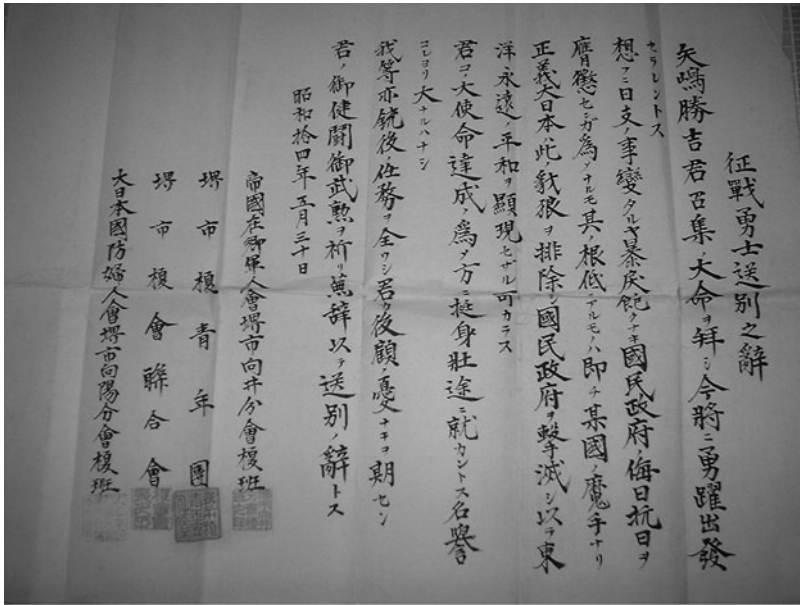 征戰勇士送別之辭
矢嶋勝吉君召集ノ大命ヲ拜シ今將ニ勇躍出發
セラレントス
想フニ日支ノ事變タルヤ暴戻飽クナキ國民政府ノ侮日抗日ヲ
膺懲センガ為メナルモ其ノ根低ニアルモノハ即チ某國ノ魔手ナリ
正義大日本ハ此ノ豺狼ヲ排除シ國民政府ヲ擊滅シ以テ東
洋永遠ノ平和ヲ顯現セザル可カラス
君コノ大使命達成ノ為メ方ニ挺身壯途ニ就カントス名譽
コレヨリ大ナルハナシ
我等亦銃後ノ任務ヲ全ウシ君ヲ後顧ノ憂ナキヲ期セン
君ノ御健闘御武勲ヲ祈リ蕪辞以テ送別ノ辭トス
昭和拾四年五月三十日
帝國在郷軍人會堺市向井分會榎班
堺市榎青年團
堺市榎會聯合會
大日本國防婦人會堺市向陽分會榎班